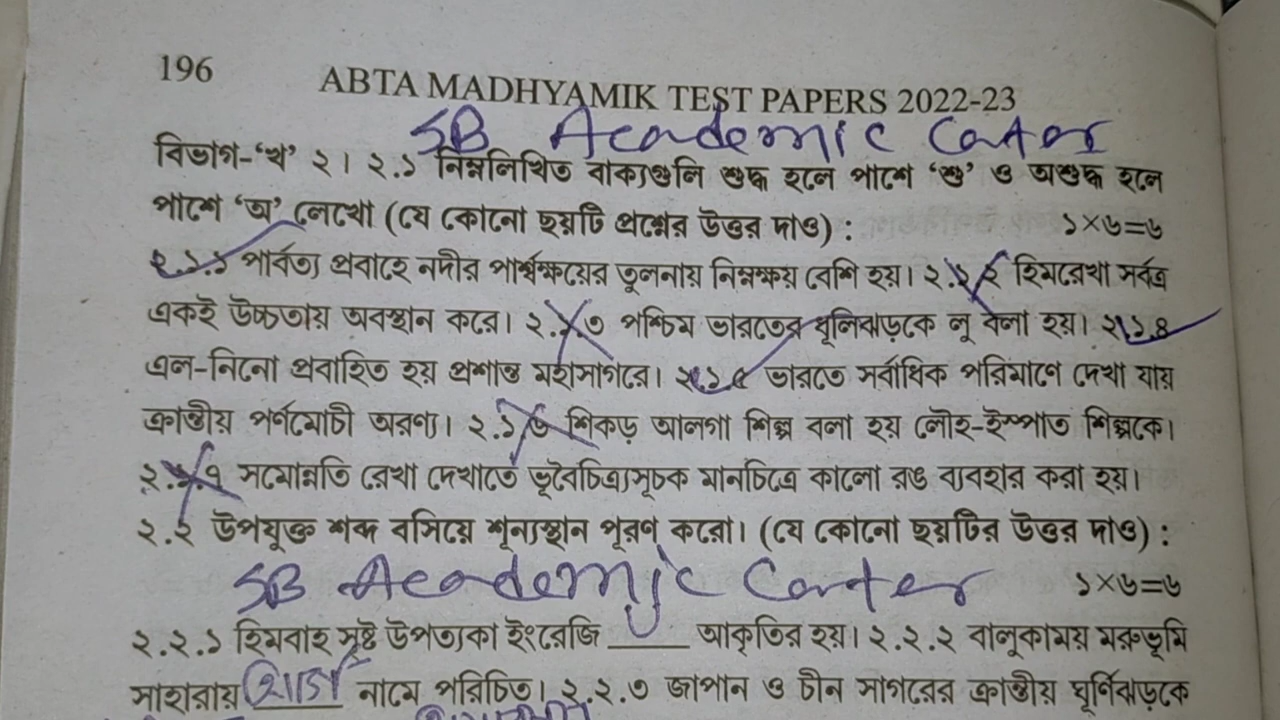 196 ABTA MADHYAMIK TEST PAPERS 2022-23
SB Academic Center
বিভাগ-‘খ’ ২। ২.১ নিম্নলিখিত বাক্যগুলি শুদ্ধ হলে পাশে ‘শু’ ও অশুদ্ধ হলে
পাশে ‘অ’ লেখো (যে কোনো ছয়টি প্রশ্নের উত্তর দাও) : ১×৬=৬
২.১.১ পার্বত্য প্রবাহে নদীর পার্শ্বক্ষয়ের তুলনায় নিম্নক্ষয় বেশি হয়। ২.১.২ হিমরেখা সর্বত্র
একই উচ্চতায় অবস্থান করে। ২.১.৩ পশ্চিম ভারতের ধূলিঝড়কে লু বলা হয়। ২.১.৪
এল-নিনো প্রবাহিত হয় প্রশান্ত মহাসাগরে। ২.১.৫ ভারতে সর্বাধিক পরিমাণে দেখা যায়
ক্রান্তীয় পর্ণমোচী অরণ্য। ২.১.৬ শিকড় আলগা শিল্প বলা হয় লৌহ-ইস্পাত শিল্পকে।
২.১.৭ সমোন্নতি রেখা দেখাতে ভূবৈচিত্র্যসূচক মানচিত্রে কালো রঙ ব্যবহার করা হয়।
২.২ উপযুক্ত শব্দ বসিয়ে শূন্যস্থান পূরণ করো। (যে কোনো ছয়টির উত্তর দাও) :
SB Academic Center ১×৬=৬
২.২.১ হিমবাহ সৃষ্ট উপত্যকা ইংরেজি U আকৃতির হয়। ২.২.২ বালুকাময় মরুভূমি
সাহারায় নামে পরিচিত। ২.২.৩ জাপান ও চীন সাগরের ক্রান্তীয় ঘূর্ণিঝড়কে